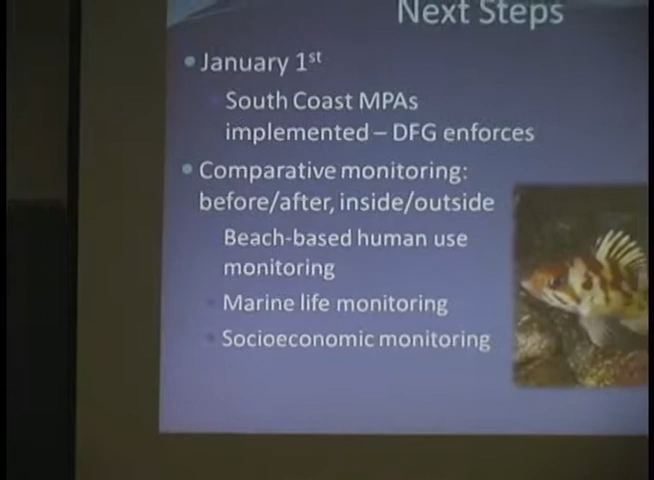 Next Steps
January 1st
South Coast MPAs
implemented – DFG enforces
Comparative monitoring:
before/after, inside/outside
Beach-based human use
monitoring
Marine life monitoring
Socioeconomic monitoring